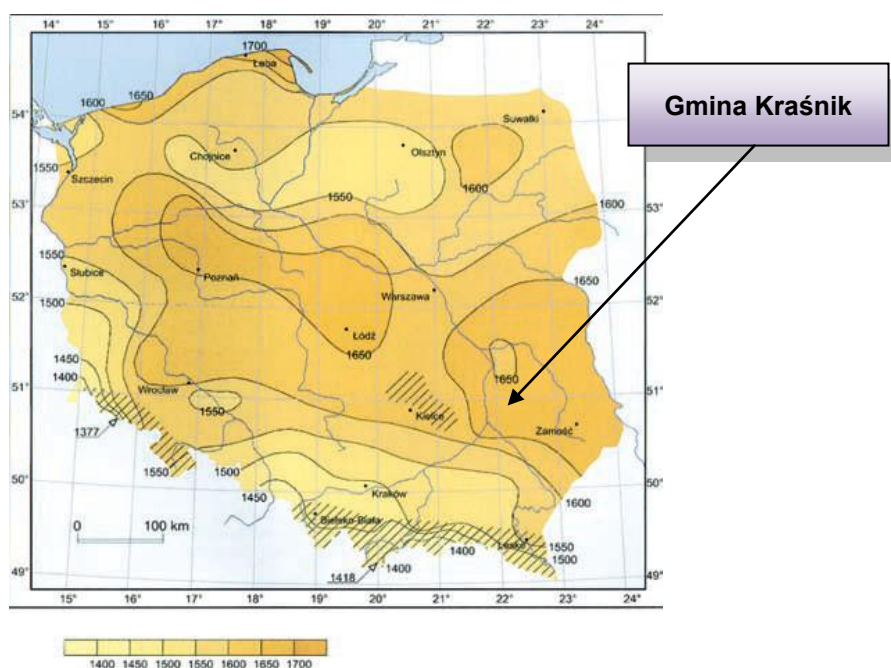 14° 15° 16° 17° 18° 19° 20° 21° 22° 23° 24°
1700
Łeba
Gmina Kraśnik
1650
1600
54°
Suwałki
Chojnice
Olsztyn
1550
Szczecin
1550
1600
53°
53°
1600
1550
Słubice
Poznań
1650
Warszawa
52°
52°
1500
Łódź
1650
1450
1400
1650
51°
51°
Wrocław
1550
Kielce
Zamość
1377
1550
1500
50°
50°
1450
Kraków
1600
0 100 km
Bielsko-Biała
1400
Lesko
1550
1500
1418
1400
49°
49°
15° 16° 17° 18° 19° 20° 21° 22° 23° 24°
1400 1450 1500 1550 1600 1650 1700